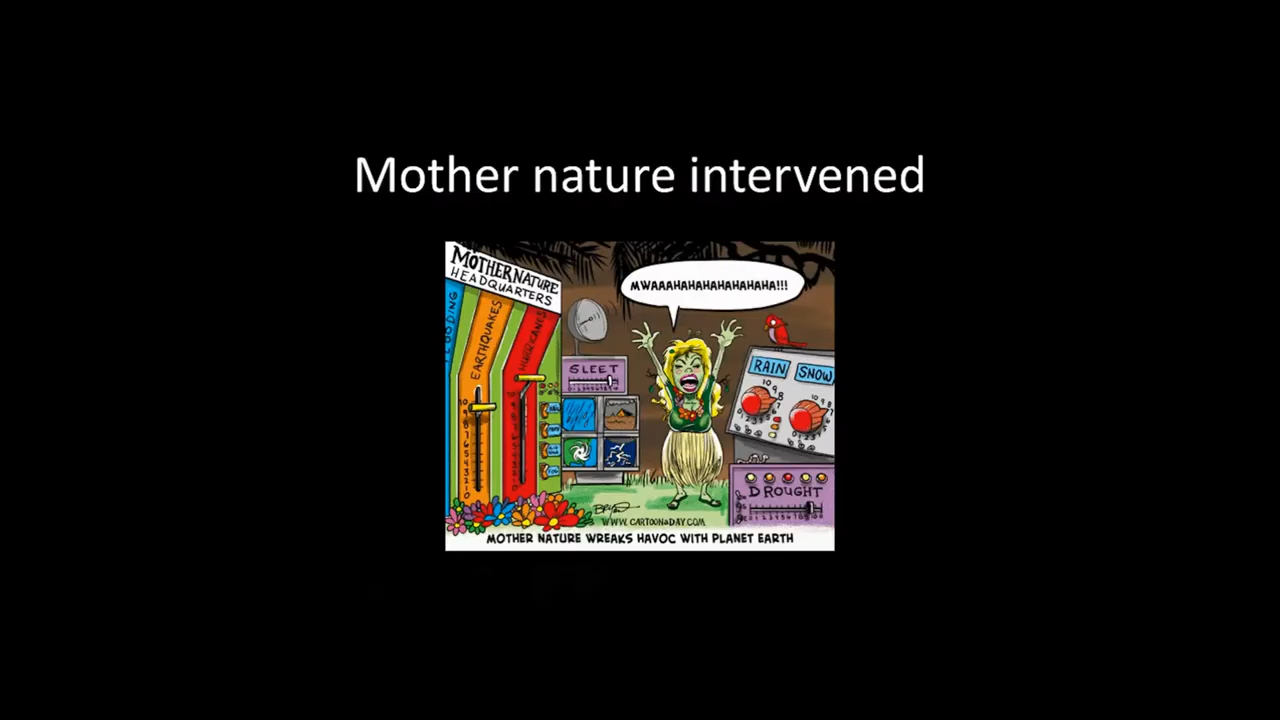 Mother nature intervened
MOTHER NATURE
HEADQUARTERS
MWAAAHAHAHAHAHAHAHA!!!
FLOODING
EARTHQUAKES
HURRICANES
SLEET
RAIN
SNOW
DROUGHT
WWW.CARTOONADAY.COM
MOTHER NATURE WREAKS HAVOC WITH PLANET EARTH